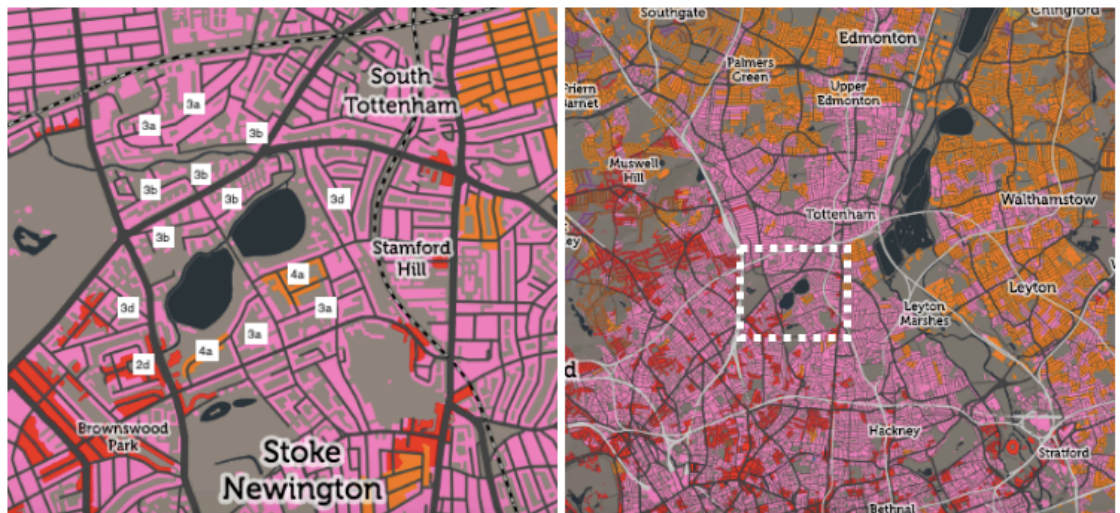 South
Tottenham
3a
3a
3b
3b
3b
3b
3d
3b
Stamford
Hill
4a
3d
3a
3a
4a
2d
Brownswood
Park
Stoke
Newington
Southgate
Chingford
Edmonton
Palmers
Green
Upper
Edmonton
Muswell
Hill
Walthamstow
Tottenham
Leyton
Leyton
Marshes
Hackney
Stratford
Bethnal